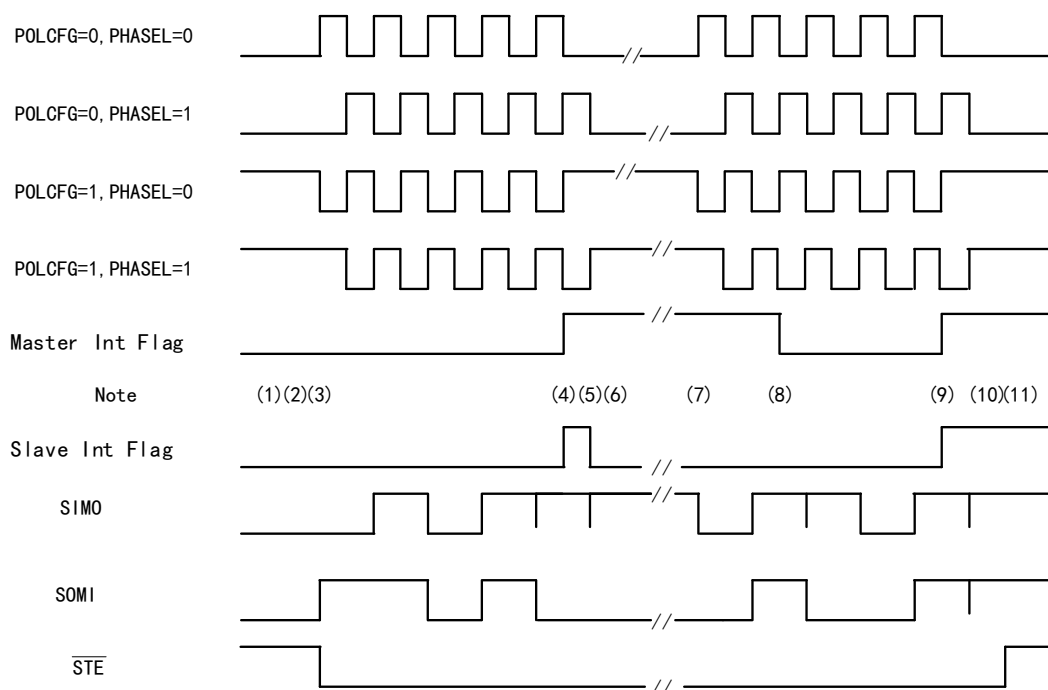 POLCFG=0, PHASEL=0
POLCFG=0, PHASEL=1
POLCFG=1, PHASEL=0
POLCFG=1, PHASEL=1
Master Int Flag
Note (1)(2)(3) (4)(5)(6) (7) (8) (9) (10)(11)
Slave Int Flag
SIMO
SOMI
STE